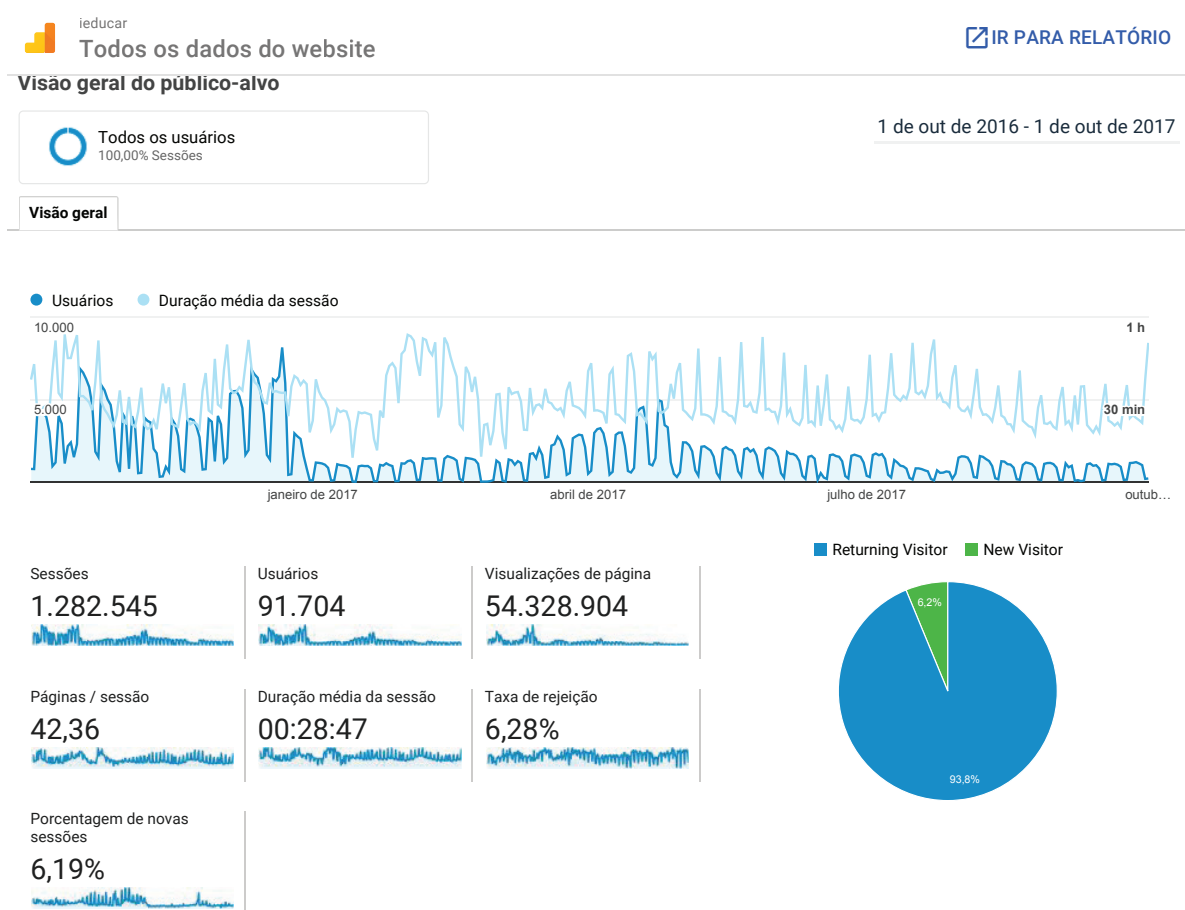 ieducar
Todos os dados do website
IR PARA RELATÓRIO
Visão geral do público-alvo
Todos os usuários
100,00% Sessões
1 de out de 2016 - 1 de out de 2017
Visão geral
Usuários Duração média da sessão
10.000 1 h
5.000 30 min
janeiro de 2017 abril de 2017 julho de 2017 outub…
Returning Visitor New Visitor
6,2%
93,8%
Sessões
1.282.545
Usuários
91.704
Visualizações de página
54.328.904
Páginas / sessão
42,36
Duração média da sessão
00:28:47
Taxa de rejeição
6,28%
Porcentagem de novas
sessões
6,19%